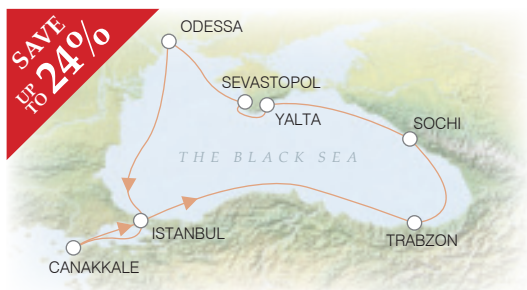 SAVE
UP TO 24%
ODESSA
SEVASTOPOL
YALTA
SOCHI
THE BLACK SEA
ISTANBUL
TRABZON
CANAKKALE